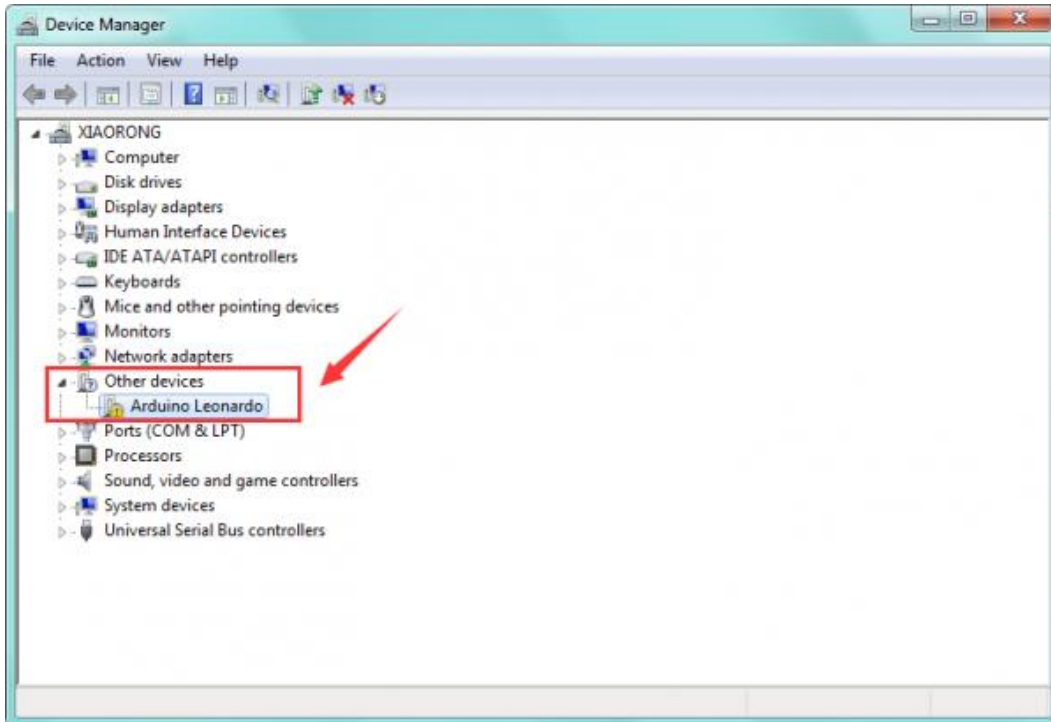 Device Manager
File Action View Help
XIAORONG
Computer
Disk drives
Display adapters
Human Interface Devices
IDE ATA/ATAPI controllers
Keyboards
Mice and other pointing devices
Monitors
Network adapters
Other devices
Arduino Leonardo
Ports (COM & LPT)
Processors
Sound, video and game controllers
System devices
Universal Serial Bus controllers